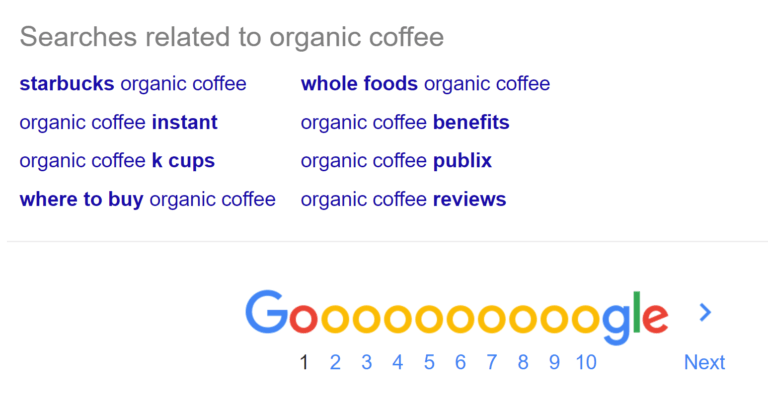 Searches related to organic coffee
starbucks organic coffee whole foods organic coffee
organic coffee instant organic coffee benefits
organic coffee k cups organic coffee publix
where to buy organic coffee organic coffee reviews
Goooooooooogle >
1 2 3 4 5 6 7 8 9 10 Next